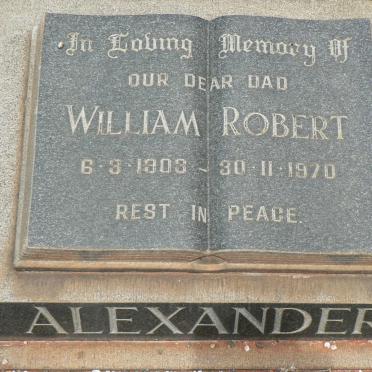 In Loving Memory Of
OUR DEAR DAD
WILLIAM ROBERT
6·3·1903 ~ 30·11·1970
REST IN PEACE.
ALEXANDER